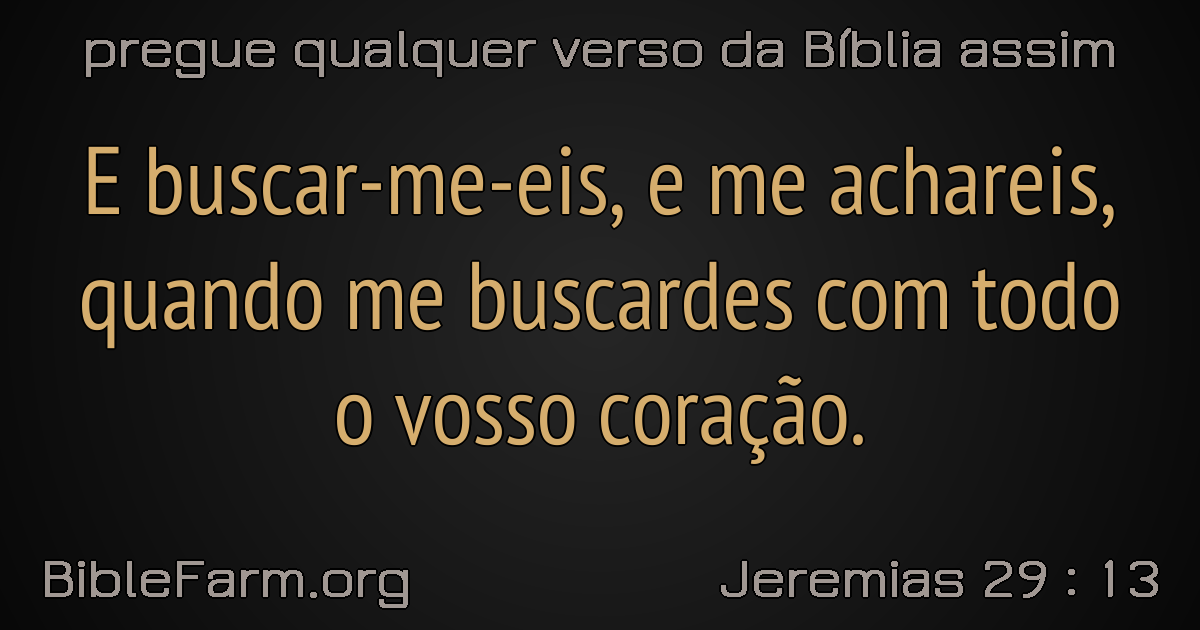 pregue qualquer verso da Bíblia assim
E buscar-me-eis, e me achareis,
quando me buscardes com todo
o vosso coração.
BibleFarm.org
Jeremias 29 : 13